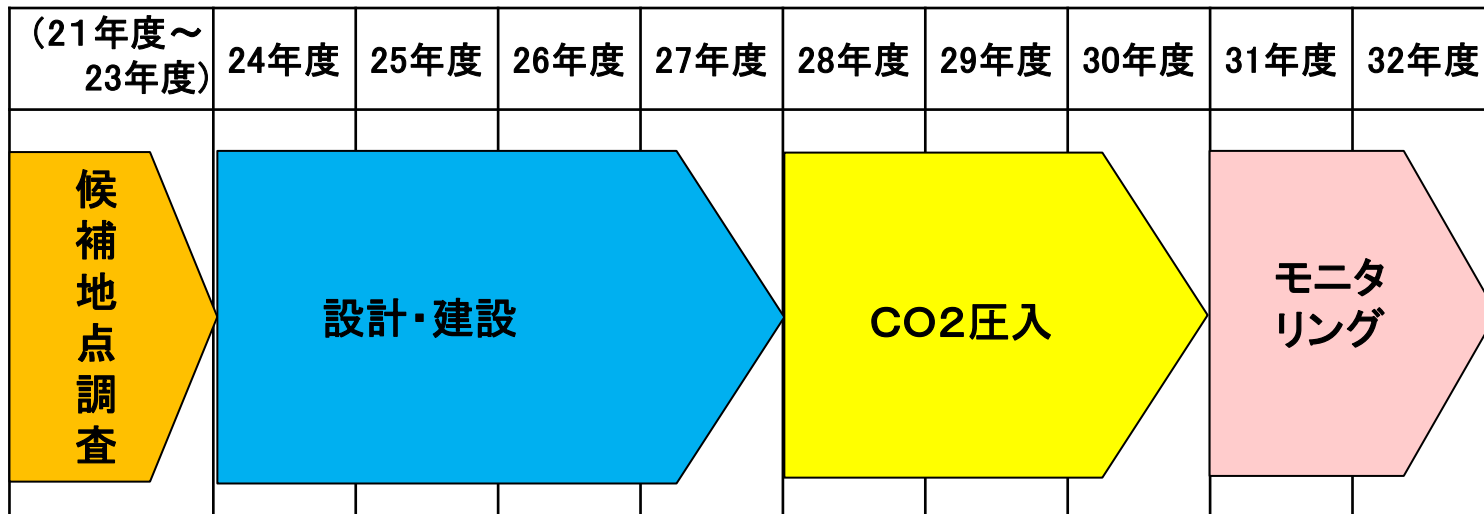 (21年度～
23年度)
24年度
25年度
26年度
27年度
28年度
29年度
30年度
31年度
32年度
候補地点調査
設計・建設
ＣＯ２圧入
モニタ
リング